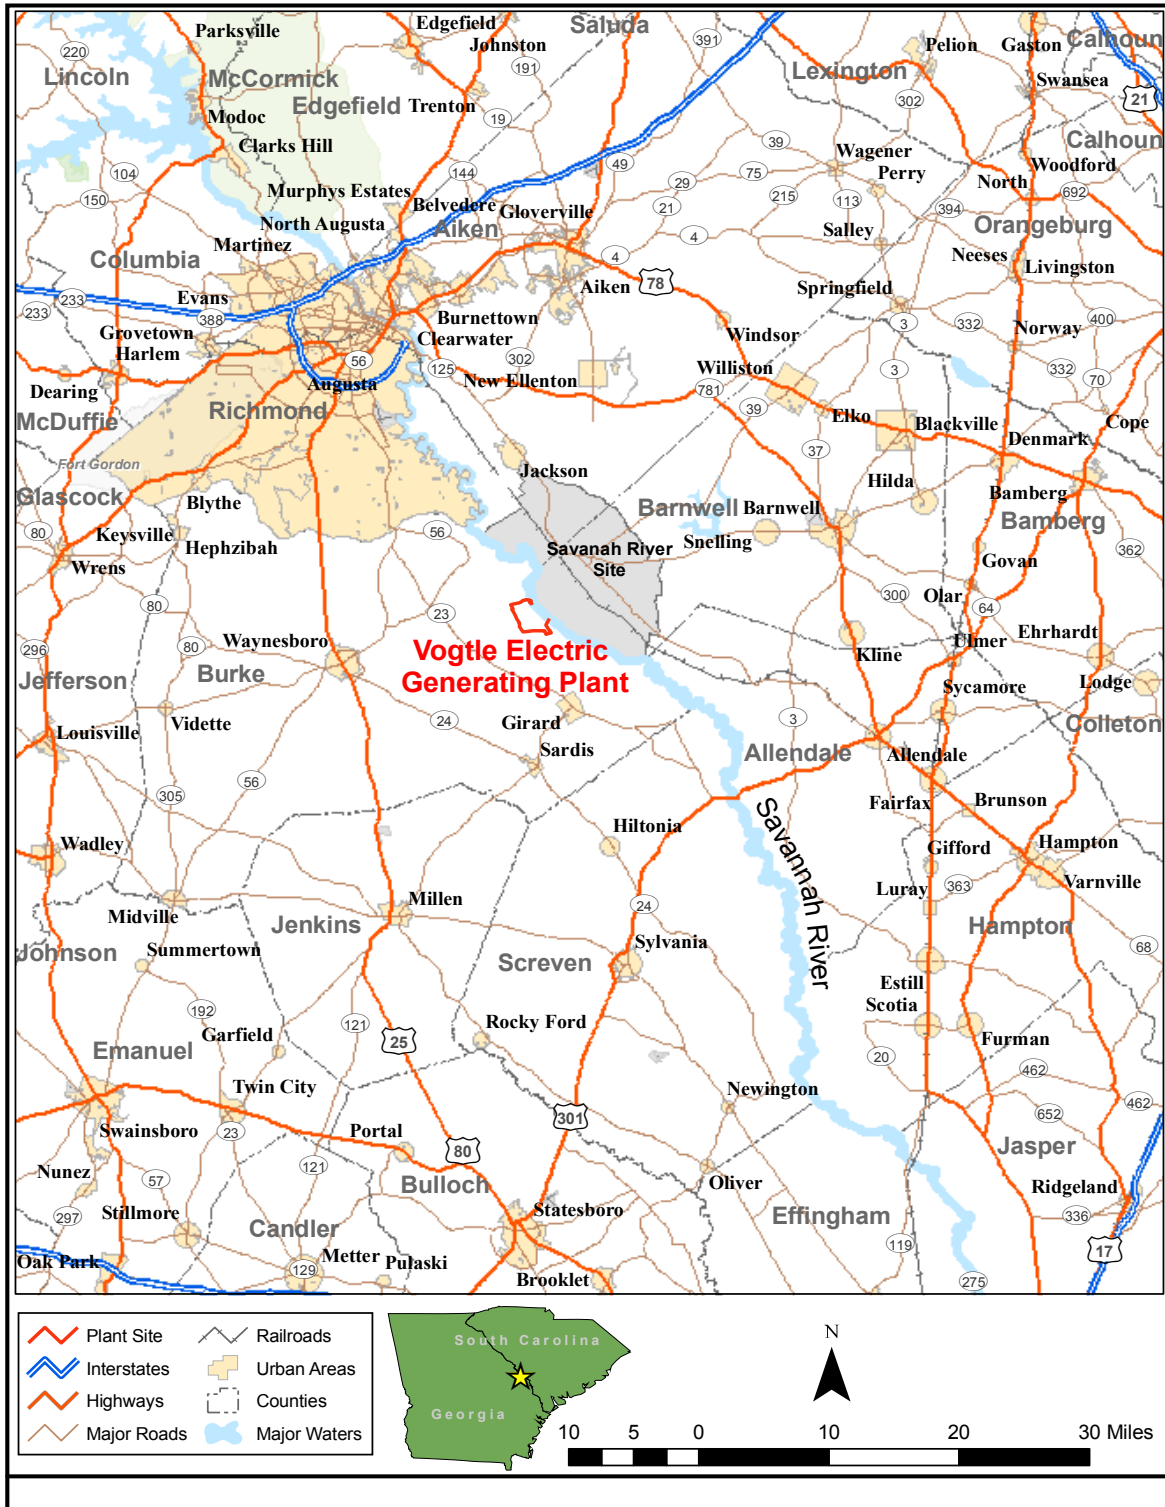 Edgefield
Saluda
Parksville
Johnston
391
Pelion
Gaston
Calhoun
220
Lincoln
McCormick
191
Lexington
Swansea
Edgefield
Trenton
302
21
Modoc
19
Clarks Hill
39
Wagener
Calhoun
104
144
49
75
Perry
Woodford
Murphys Estates
29
North
692
150
Belvedere
Gloverville
21
215
113
394
North Augusta
Aiken
4
Salley
Orangeburg
Martinez
4
Neeses
Columbia
78
Livingston
Evans
Aiken
Springfield
233
233
388
Burnettown
3
332
400
Grovetown
Clearwater
Windsor
Norway
Harlem
56
125
302
Williston
3
332
70
Dearing
Augusta
New Ellenton
781
39
Richmond
Elko
Blackville
Cope
McDuffie
Denmark
37
Fort Gordon
Jackson
Hilda
Glascock
Blythe
Barnwell
Barnwell
Bamberg
Bamberg
80
Keysville
56
Snelling
Hephzibah
Savanah River
Site
362
Wrens
Govan
300
Olar
80
23
64
296
80
Waynesboro
Ulmer
Ehrhardt
Vogtle Electric
Generating Plant
Kline
Jefferson
Burke
Sycamore
Lodge
Vidette
24
Girard
3
Colleton
Louisville
Sardis
Allendale
Allendale
56
305
Fairfax
Brunson
Savannah River
Hiltonia
Wadley
Gifford
Hampton
Luray
363
Varnville
Midville
Millen
24
Jenkins
Hampton
Johnson
Summertown
Sylvania
68
Screven
Estill
192
Scotia
Garfield
121
Rocky Ford
25
Furman
Emanuel
20
462
Twin City
Newington
462
301
652
Swainsboro
23
Portal
80
Jasper
Nunez
121
57
Bulloch
Oliver
Ridgeland
297
Stillmore
Statesboro
336
Candler
Effingham
119
17
Oak Park
129
Metter
Pulaski
Brooklet
275
Plant Site
Railroads
Interstates
Urban Areas
Highways
Counties
Major Roads
Major Waters
South Carolina
Georgia
N
10 5 0 10 20 30 Miles